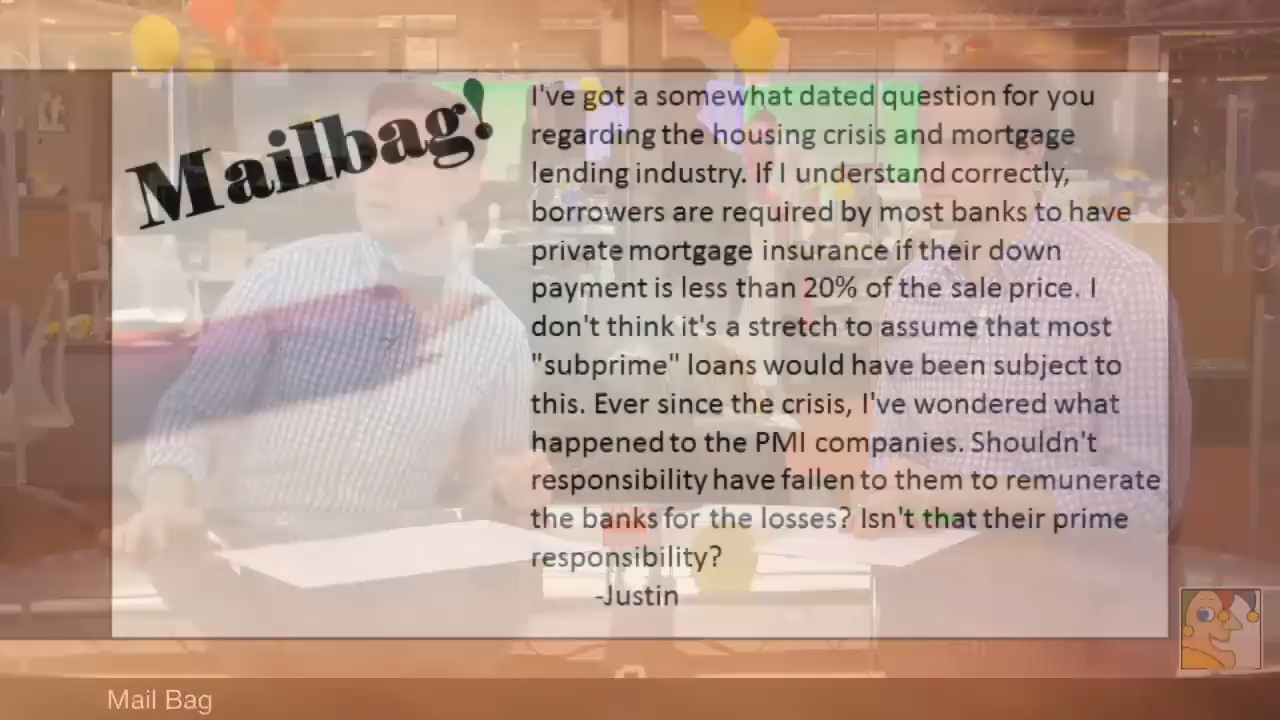 Mailbag!
I've got a somewhat dated question for you
regarding the housing crisis and mortgage
lending industry. If I understand correctly,
borrowers are required by most banks to have
private mortgage insurance if their down
payment is less than 20% of the sale price. I
don't think it's a stretch to assume that most
"subprime" loans would have been subject to
this. Ever since the crisis, I've wondered what
happened to the PMI companies. Shouldn't
responsibility have fallen to them to remunerate
the banks for the losses? Isn't that their prime
responsibility?
-Justin
Mail Bag